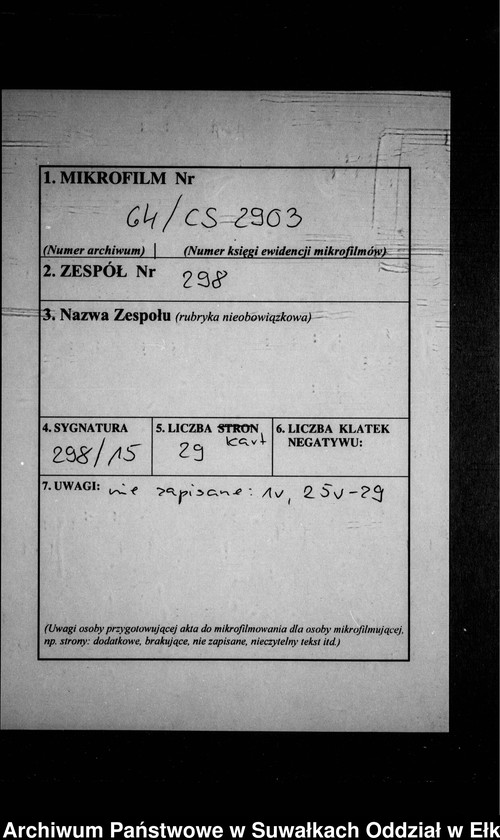 1. MIKROFILM Nr
64/CS-2903
(Numer archiwum) | (Numer księgi ewidencji mikrofilmów)
2. ZESPÓŁ Nr 298
3. Nazwa Zespołu (rubryka nieobowiązkowa)
4. SYGNATURA
298/15
5. LICZBA STRON
kart
29
6. LICZBA KLATEK
NEGATYWU:
7. UWAGI: nie zapisane: 1v, 25v-29
(Uwagi osoby przygotowującej akta do mikrofilmowania dla osoby mikrofilmującej,
np. strony: dodatkowe, brakujące, nie zapisane, nieczytelny tekst itd.)
Archiwum Państwowe w Suwałkach Oddział w Ełk